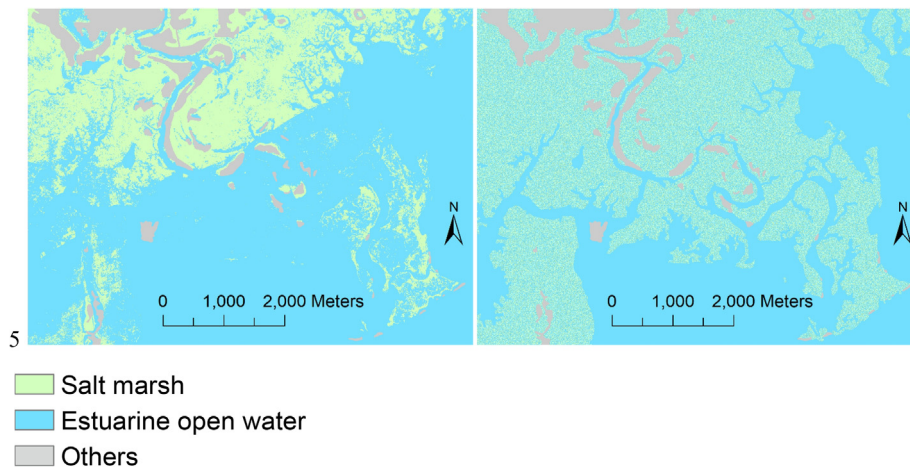 N
N
0 1,000 2,000 Meters
0 1,000 2,000 Meters
5
Salt marsh
Estuarine open water
Others